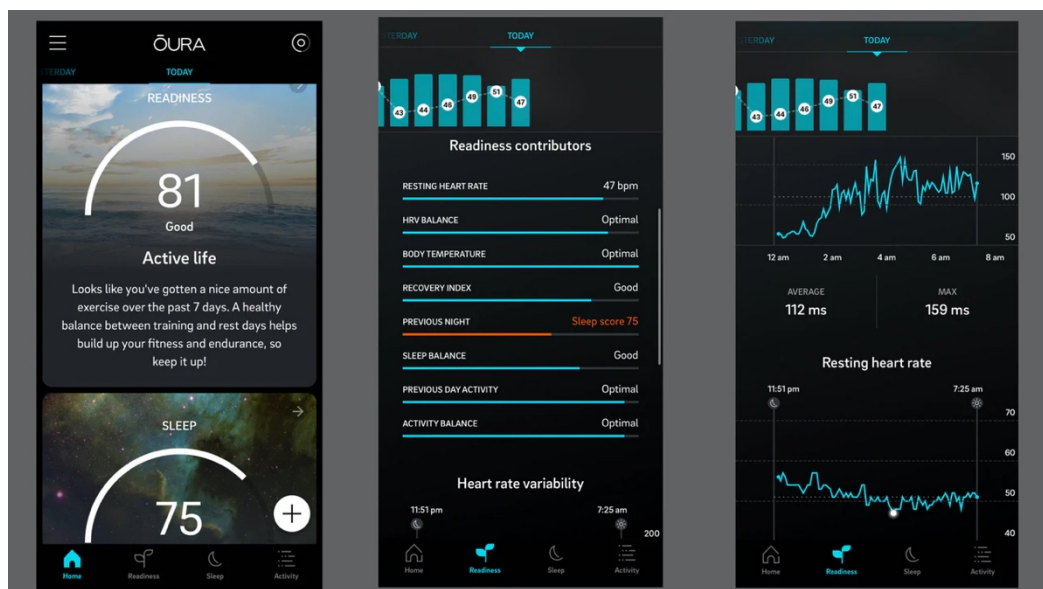 ŌURA
TERDAY
TODAY
READINESS
81
Good
Active life
Looks like you've gotten a nice amount of
exercise over the past 7 days. A healthy
balance between training and rest days helps
build up your fitness and endurance, so
keep it up!
SLEEP
75
Home
Readiness
Sleep
Activity
TERDAY
TODAY
43 44 46 49 51 47
Readiness contributors
RESTING HEART RATE 47 bpm
HRV BALANCE Optimal
BODY TEMPERATURE Optimal
RECOVERY INDEX Good
PREVIOUS NIGHT Sleep score 75
SLEEP BALANCE Good
PREVIOUS DAY ACTIVITY Optimal
ACTIVITY BALANCE Optimal
Heart rate variability
11:51 pm 7:25 am
200
Home
Readiness
Sleep
Activity
TERDAY
TODAY
43 44 46 49 51 47
150
100
50
12 am 2 am 4 am 6 am 8 am
AVERAGE MAX
112 ms 159 ms
Resting heart rate
11:51 pm 7:25 am
70
60
50
40
Home
Readiness
Sleep
Activity